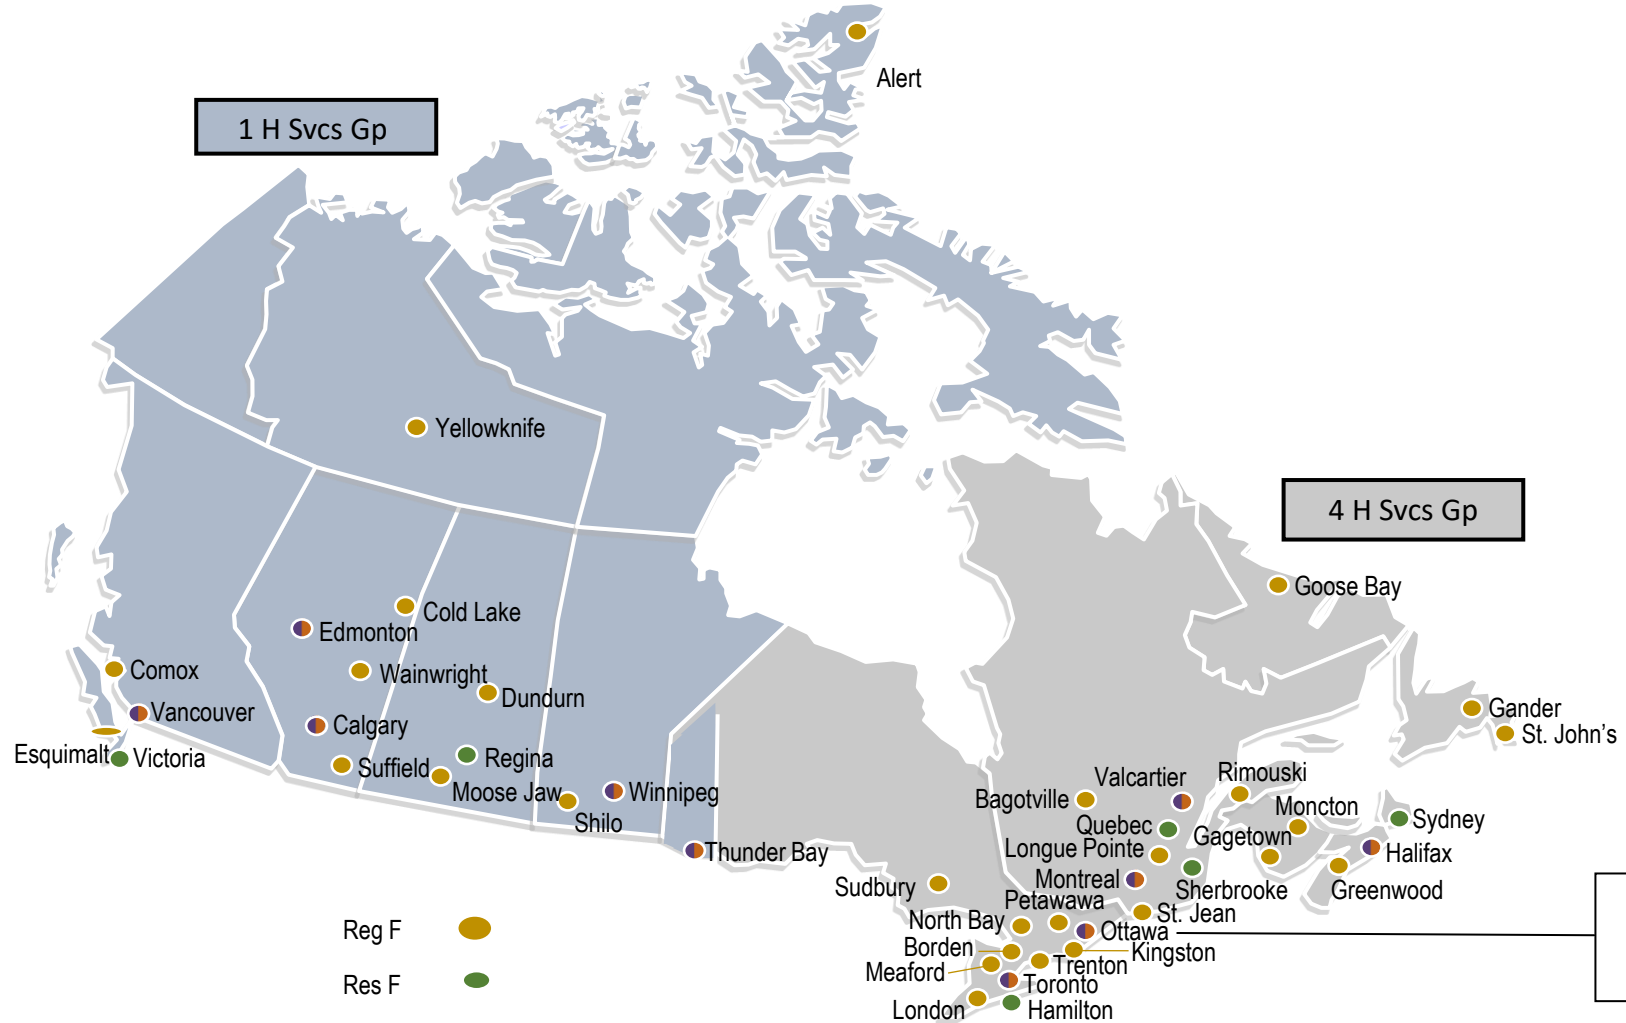 Alert
1 H Svcs Gp
Yellowknife
4 H Svcs Gp
Goose Bay
Cold Lake
Edmonton
Comox
Wainwright
Dundurn
Vancouver
Calgary
Gander
St. John's
Esquimalt
Victoria
Suffield
Regina
Moose Jaw
Winnipeg
Shilo
Thunder Bay
Valcartier
Rimouski
Bagotville
Moncton
Quebec
Gagetown
Sydney
Longue Pointe
Halifax
Montreal
Sherbrooke
Greenwood
Sudbury
Petawawa
North Bay
St. Jean
Ottawa
Borden
Kingston
Meaford
Trenton
Toronto
London
Hamilton
Reg F
Res F